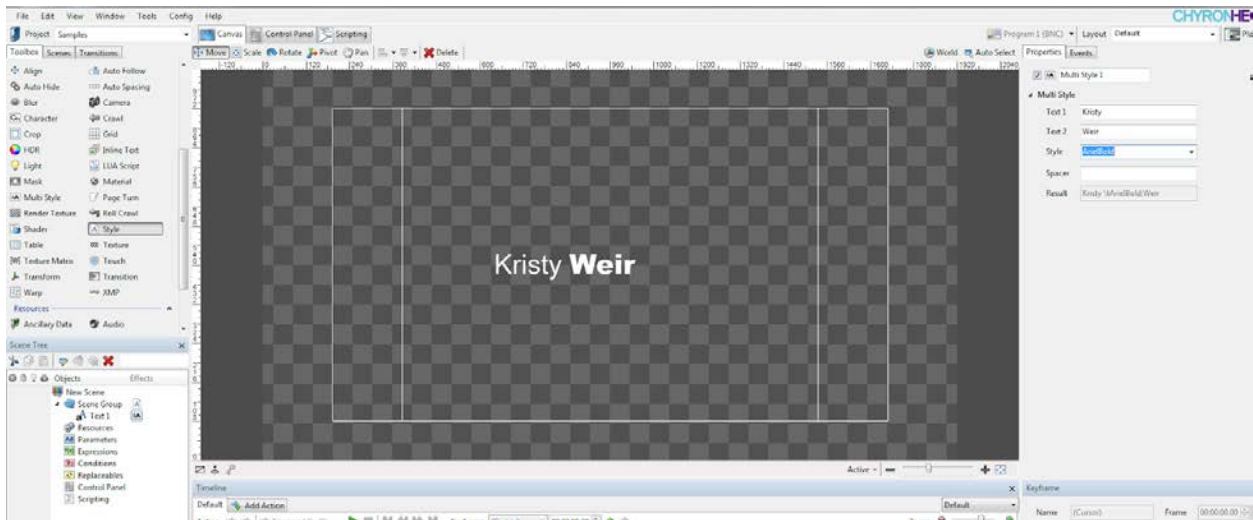 File Edit View Window Tools Config Help
CHYRONHE
Project Samples
Canvas Control Panel Scripting
Program 1 (BNC) Layout Default
Toolbox Scenes Transitions
Move Scale Rotate Pivot Pan Delete
World Auto Select
Properties Events
Align Auto Follow
Auto Hide Auto Spacing
Blur Camera
Character Crawl
Crop Grid
HDR Inline Text
Light LUA Script
Mask Material
Multi Style Page Turn
Render Texture Roll Crawl
Shader Style
Table Texture
Texture Matrix Touch
Transform Transition
Warp XMP
Resources
Ancillary Data Audio
Scene Tree
Objects Effects
New Scene
Scene Group
Text 1
Resources
Parameters
Expressions
Conditions
Replaceables
Control Panel
Scripting
Kristy Weir
Active
Timeline
Default Add Action
Default
Multi Style 1
Multi Style
Text 1 Kristy
Text 2 Weir
Style ArielBold
Spacer
Result
Keyframe
Name (Cursor) Frame 00:00:00.00